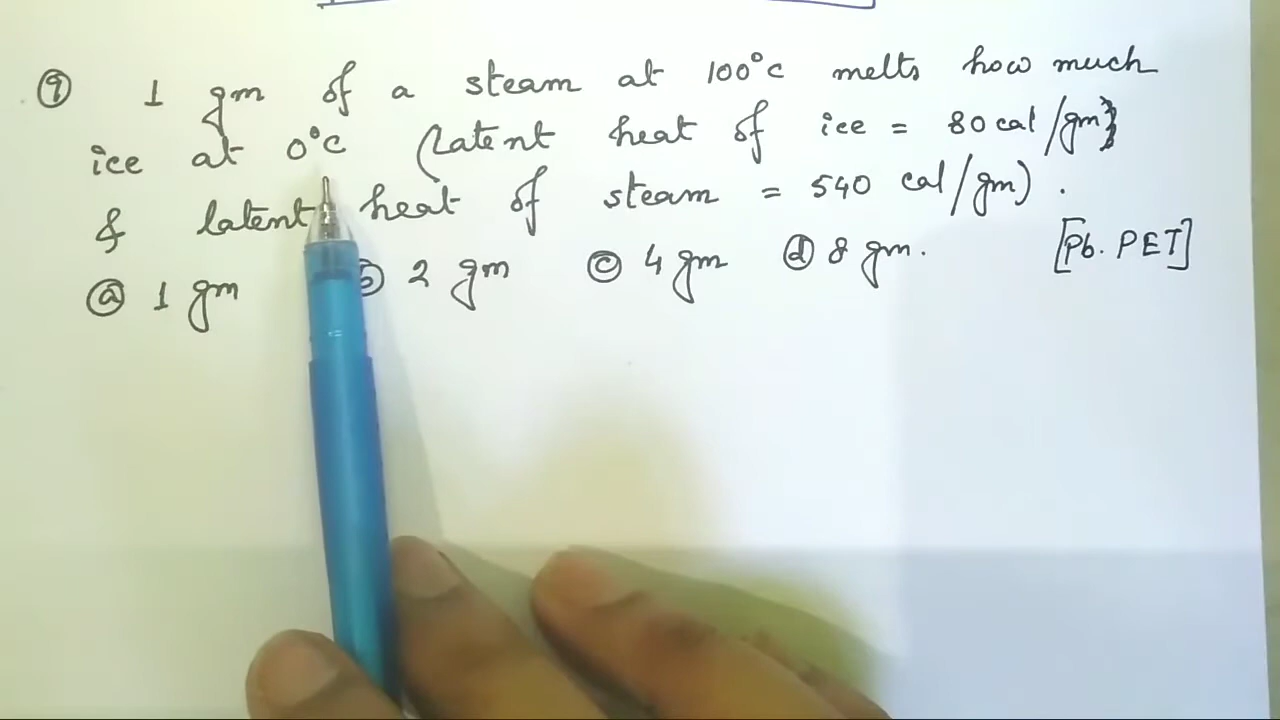 9 1 gm of a steam at 100°c melts how much
ice at 0°c (latent heat of ice = 80 cal/gm}
& latent heat of steam = 540 cal/gm).
[Pb. PET]
ⓐ 1 gm ⓑ 2 gm ⓒ 4 gm ⓓ 8 gm.